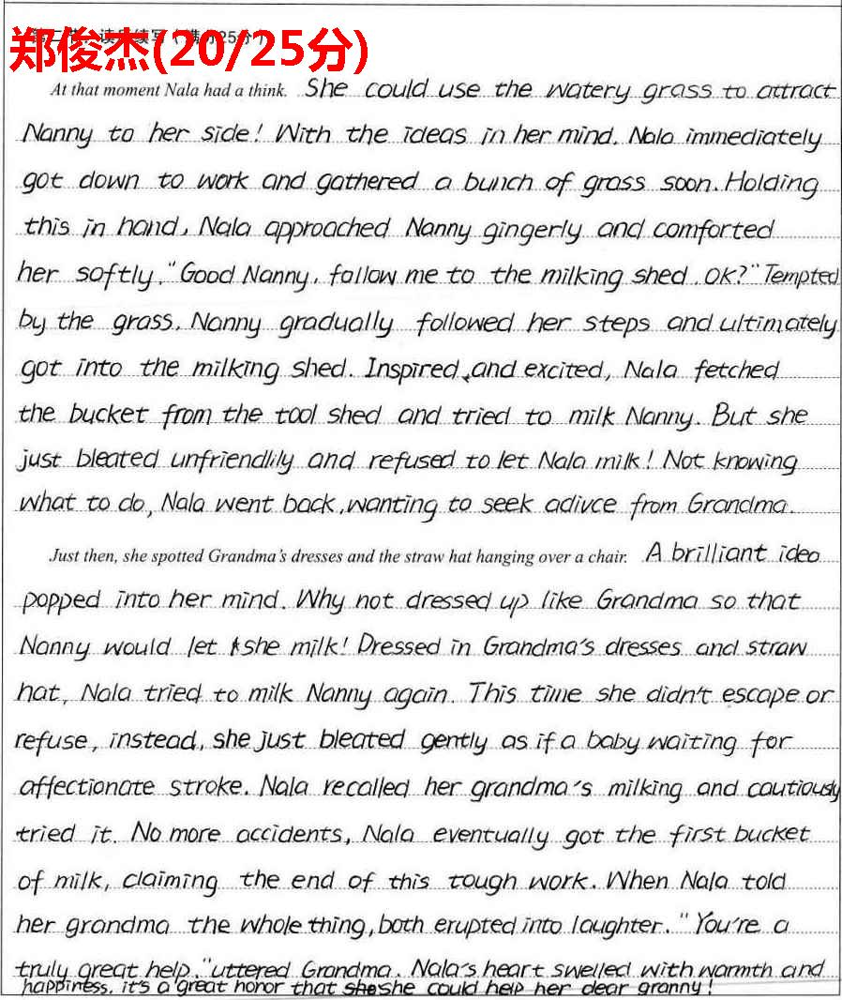 第二节 读后续写（满分25分）
郑俊杰(20/25分)
At that moment Nala had a think. She could use the watery grass to attract
Nanny to her side! With the ideas in her mind, Nala immediately
got down to work and gathered a bunch of grass soon. Holding
this in hand, Nala approached Nanny gingerly and comforted
her softly, "Good Nanny, follow me to the milking shed, OK?" Tempted
by the grass, Nanny gradually followed her steps and ultimately
got into the milking shed. Inspired and excited, Nala fetched
the bucket from the tool shed and tried to milk Nanny. But she
just bleated unfriendlily and refused to let Nala milk! Not knowing
what to do, Nala went back, wanting to seek adivce from Grandma.
Just then, she spotted Grandma's dresses and the straw hat hanging over a chair. A brilliant idea
popped into her mind. Why not dressed up like Grandma so that
Nanny would let she milk! Dressed in Grandma's dresses and straw
hat, Nala tried to milk Nanny again. This time she didn't escape or
refuse, instead, she just bleated gently as if a baby waiting for
affectionate stroke. Nala recalled her grandma's milking and cautiously
tried it. No more accidents, Nala eventually got the first bucket
of milk, claiming the end of this tough work. When Nala told
her grandma the whole thing, both erupted into laughter. "You're a
truly great help," uttered Grandma. Nala's heart swelled with warmth and
happiness. it's a great honor that she could help her dear granny!